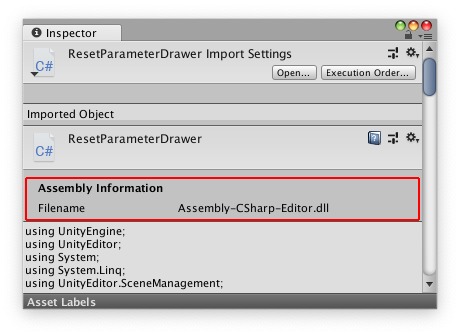 Inspector
C#
ResetParameterDrawer Import Settings
Open...
Execution Order...
Imported Object
C#
ResetParameterDrawer
Assembly Information
Filename Assembly-CSharp-Editor.dll
using UnityEngine;
using UnityEditor;
using System;
using System.Linq;
using UnityEditor.SceneManagement;
Asset Labels